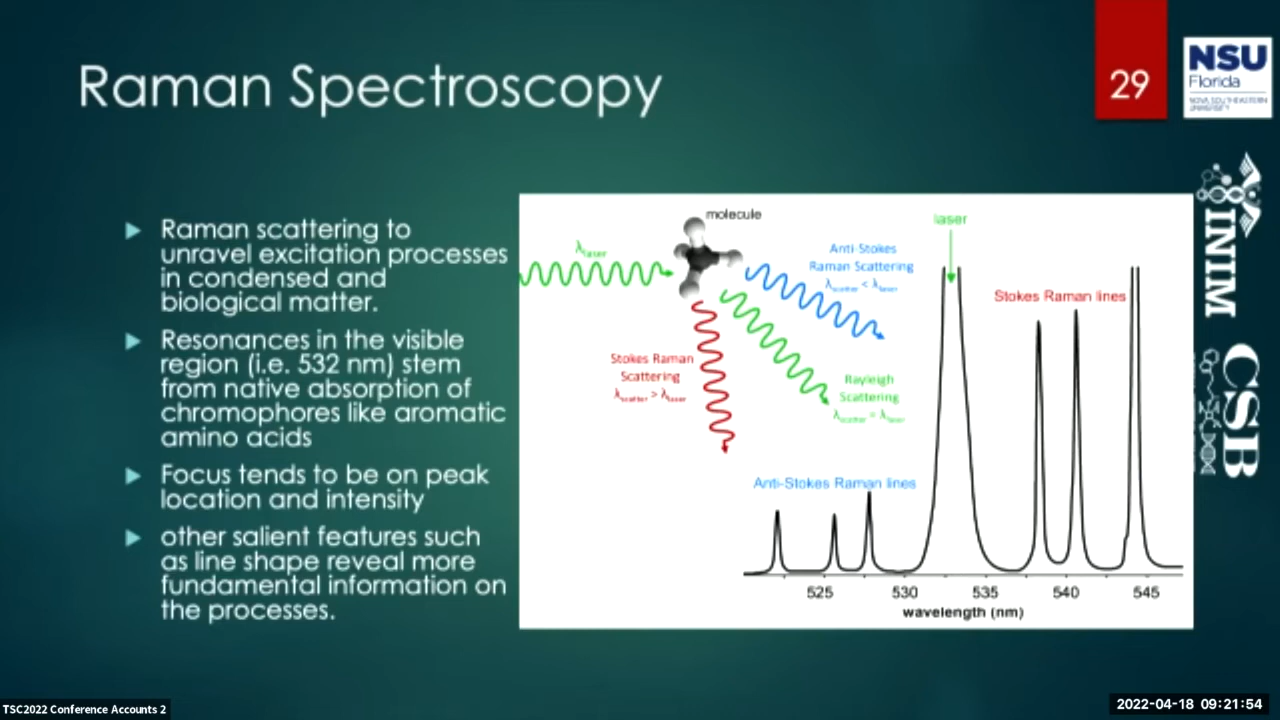 Raman Spectroscopy
29
NSU
Florida
Raman scattering to
unravel excitation processes
in condensed and
biological matter.
Resonances in the visible
region (i.e. 532 nm) stem
from native absorption of
chromophores like aromatic
amino acids
Focus tends to be on peak
location and intensity
other salient features such
as line shape reveal more
fundamental information on
the processes.
molecule
λlaser
Anti-Stokes
Raman Scattering
λscatter < λlaser
Stokes Raman
Scattering
λscatter > λlaser
Rayleigh
Scattering
λscatter = λlaser
laser
Stokes Raman lines
Anti-Stokes Raman lines
525 530 535 540 545
wavelength (nm)
INIM
CSB
TSC2022 Conference Accounts 2
2022-04-18 09:21:54